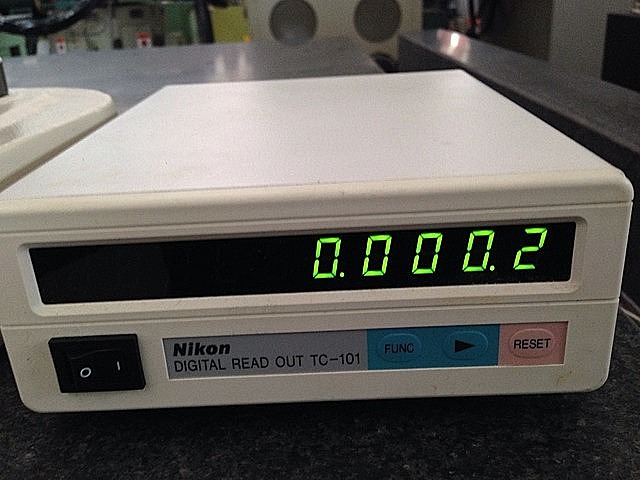 0.000.2
Nikon
DIGITAL READ OUT TC-101
FUNC
RESET
O I